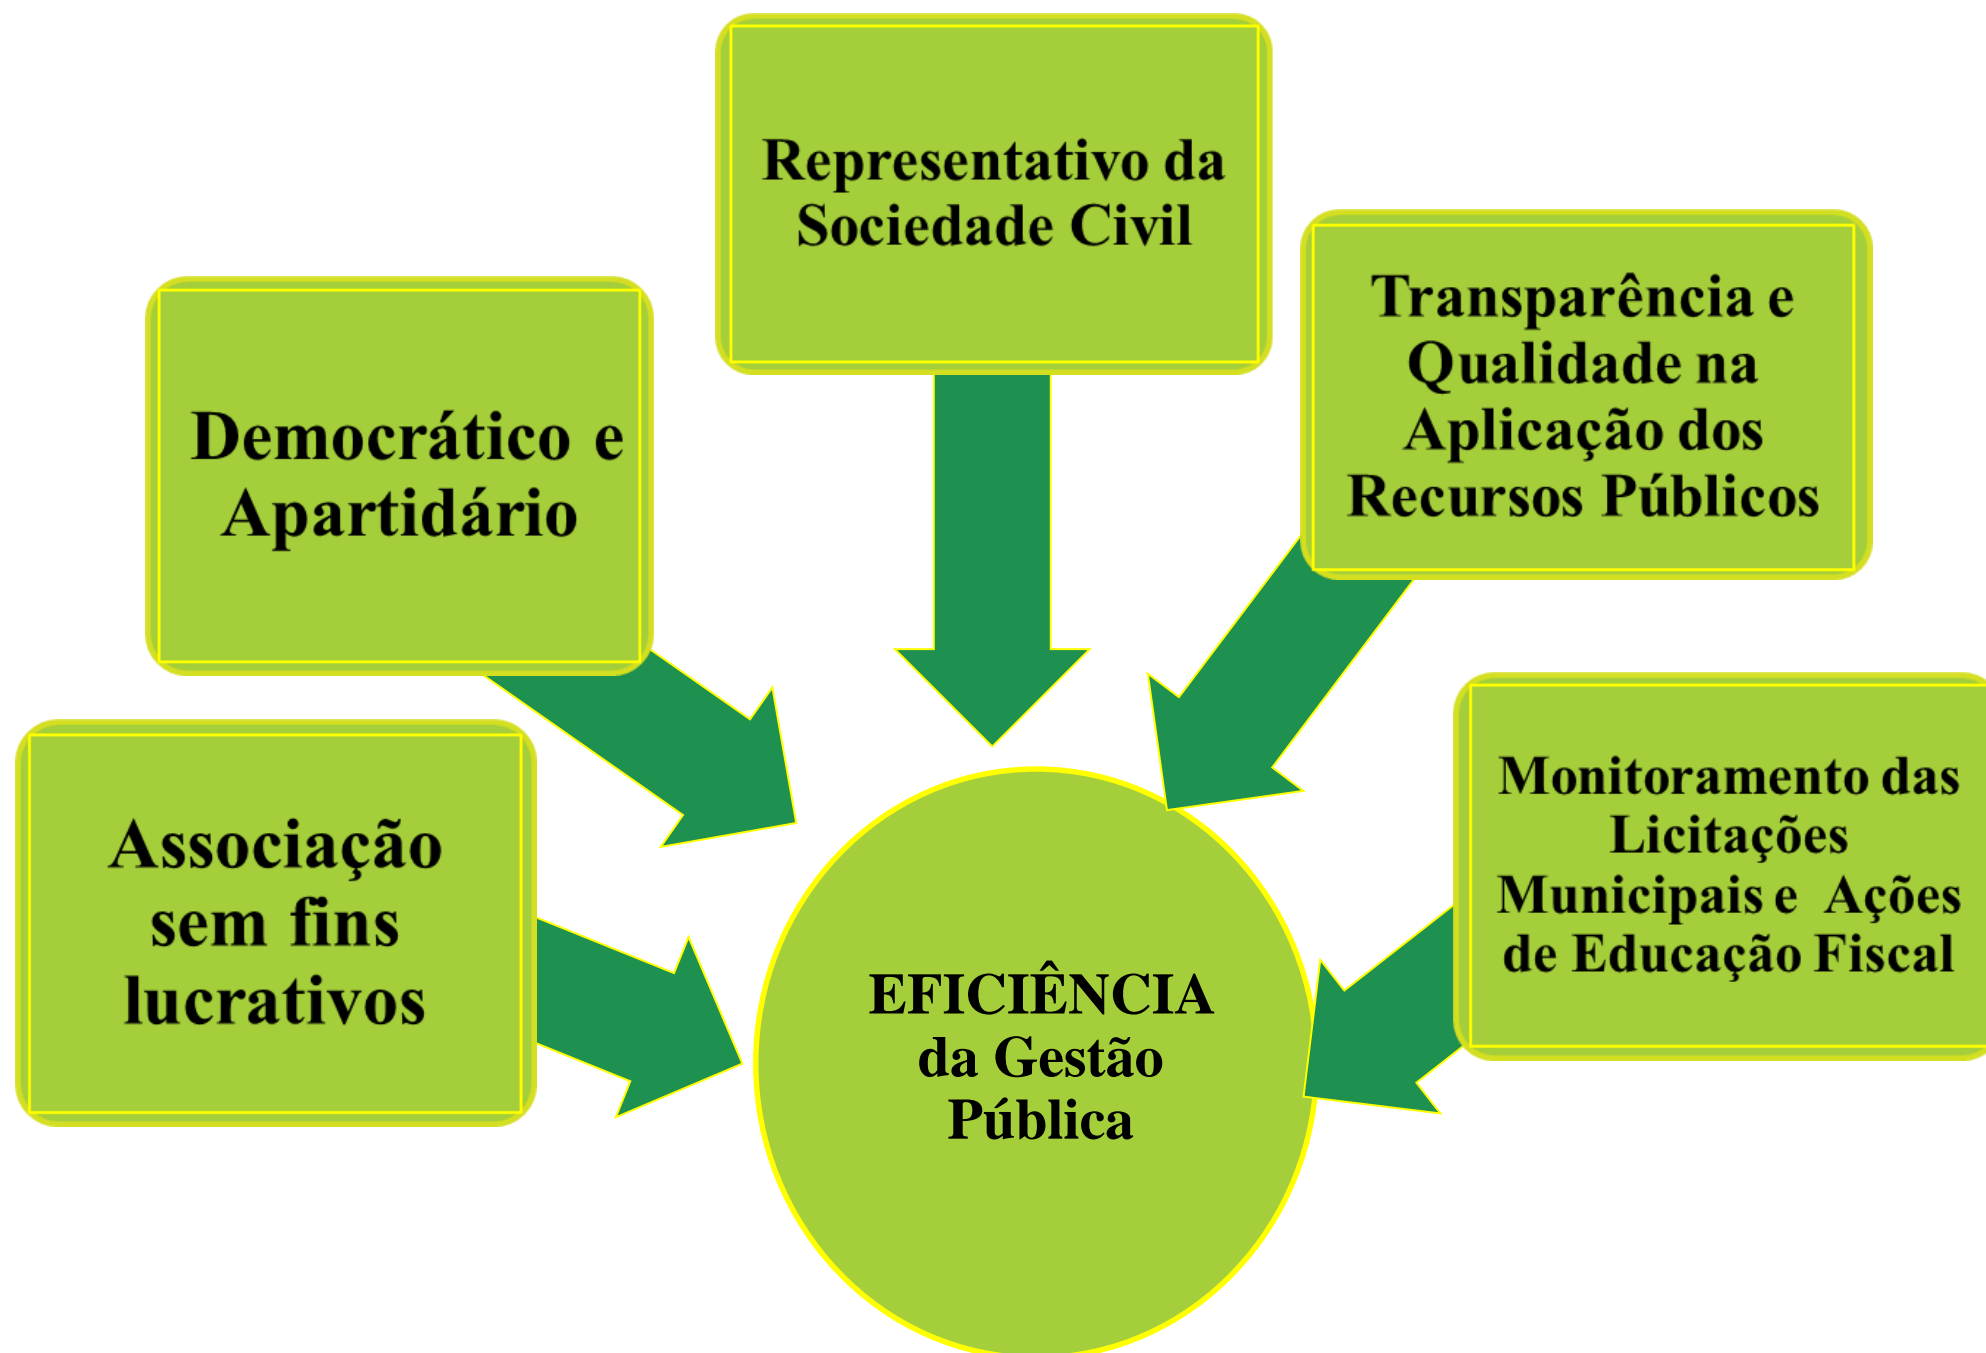 Representativo da
Sociedade Civil
Transparência e
Qualidade na
Aplicação dos
Recursos Públicos
Democrático e
Apartidário
Monitoramento das
Licitações
Municipais e  Ações
de Educação Fiscal
Associação
sem fins
lucrativos
EFICIÊNCIA
da Gestão
Pública